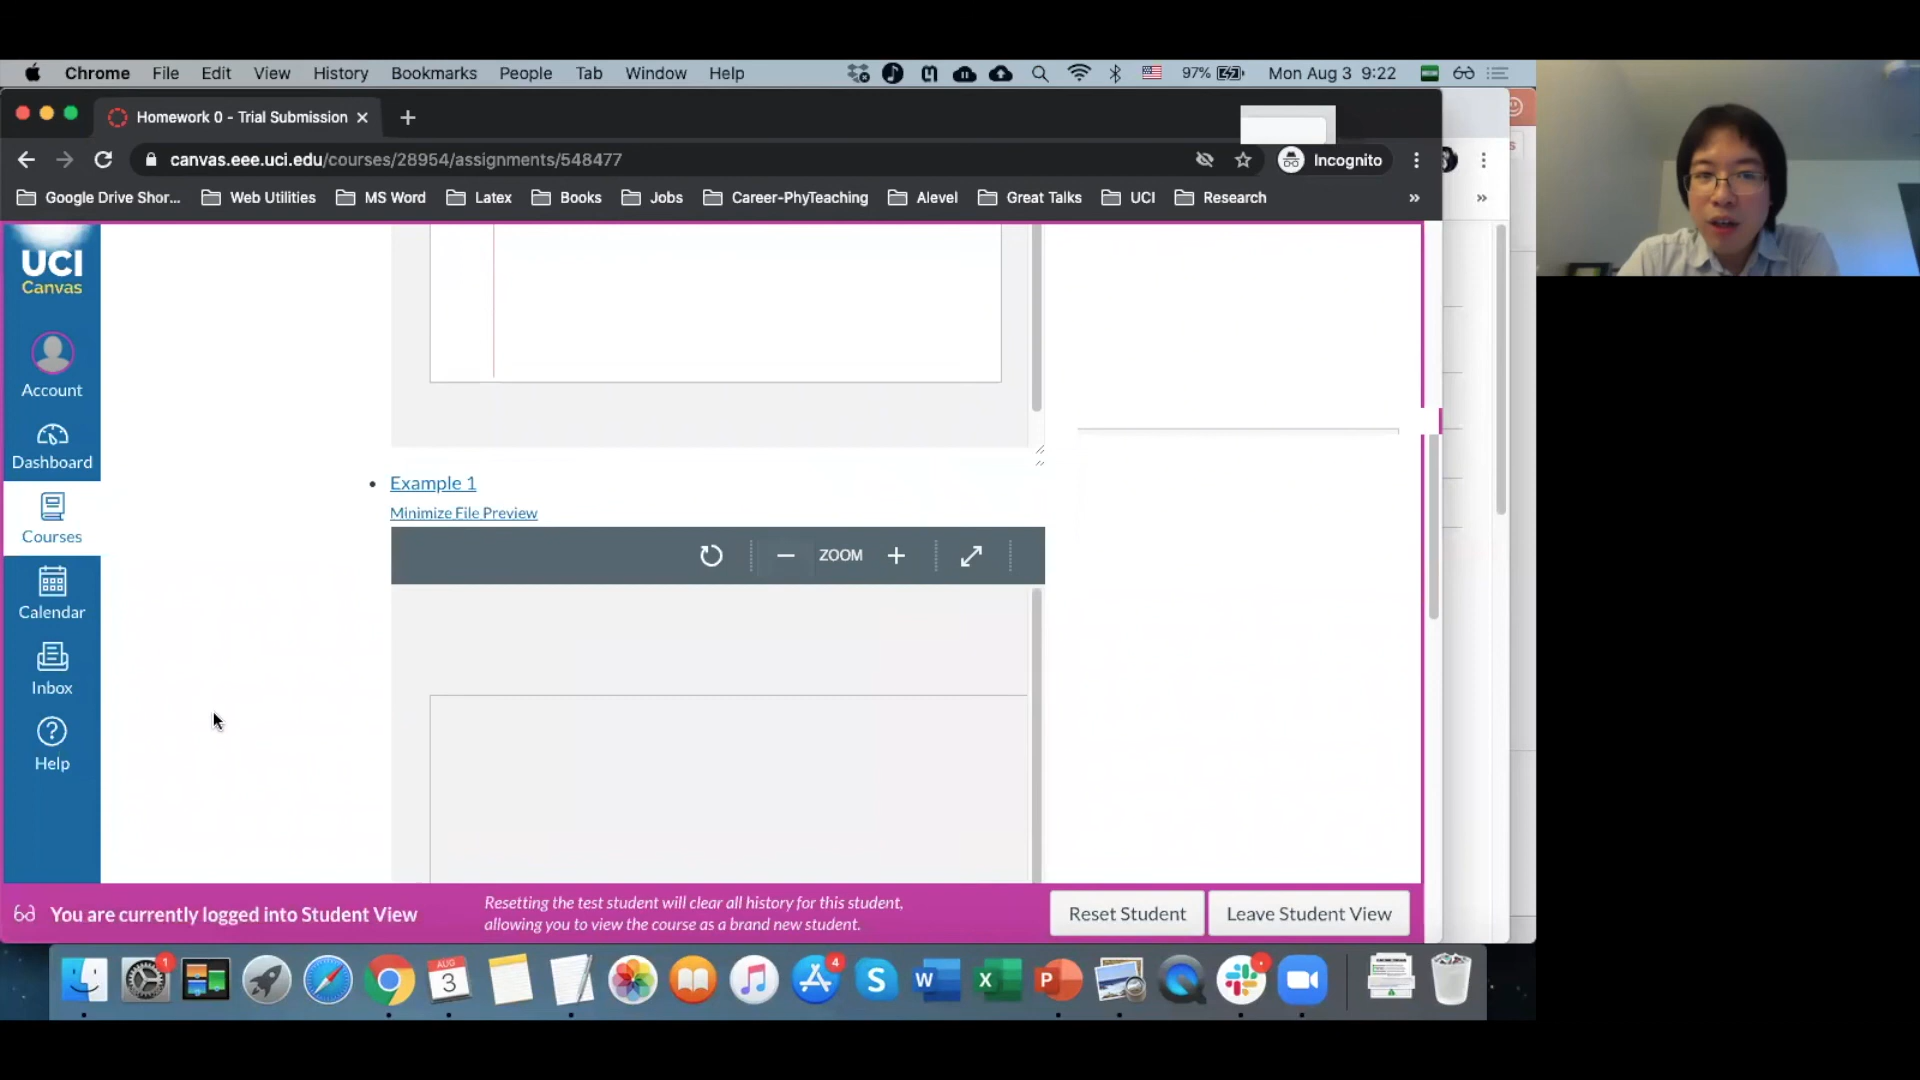 Chrome File Edit View History Bookmarks People Tab Window Help 97% Mon Aug 3 9:22
Homework 0 - Trial Submission
canvas.eee.uci.edu/courses/28954/assignments/548477
Incognito
Google Drive Shor...
Web Utilities
MS Word
Latex
Books
Jobs
Career-PhyTeaching
Alevel
Great Talks
UCI
Research
»
»
UCI
Canvas
Account
Dashboard
Courses
Calendar
Inbox
Help
Example 1
Minimize File Preview
ZOOM
You are currently logged into Student View
Resetting the test student will clear all history for this student,
allowing you to view the course as a brand new student.
Reset Student
Leave Student View
1
AUG
3
4
S
W
X
P